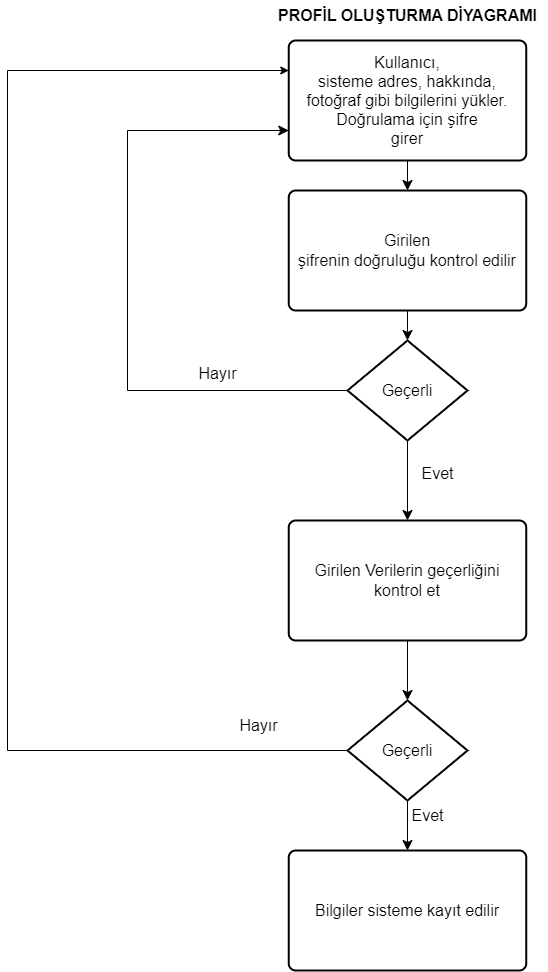 PROFİL OLUŞTURMA DİYAGRAMI
Kullanıcı,
sisteme adres, hakkında,
fotoğraf gibi bilgilerini yükler.
Doğrulama için şifre
girer
Girilen
şifrenin doğruluğu kontrol edilir
Hayır
Geçerli
Evet
Girilen Verilerin geçerliğini
kontrol et
Hayır
Geçerli
Evet
Bilgiler sisteme kayıt edilir